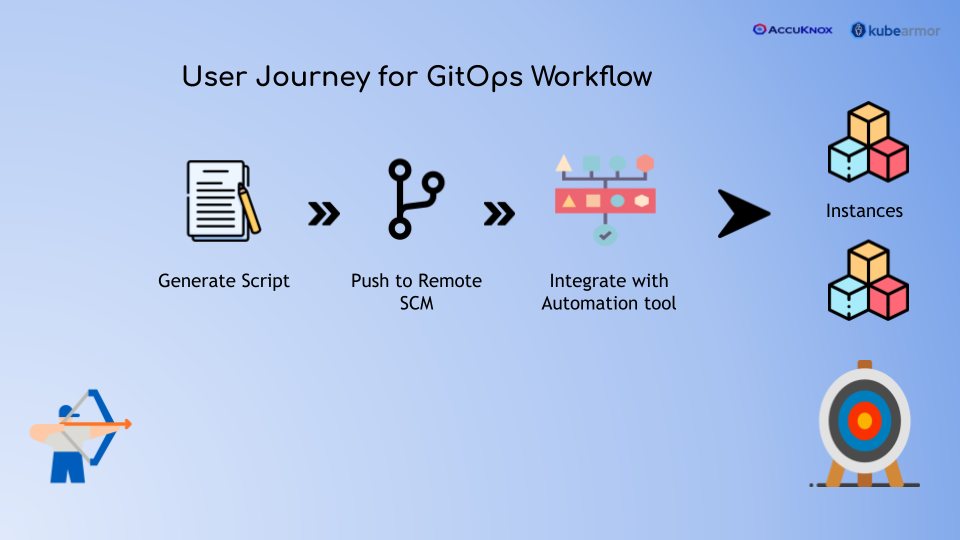 AccuKnox
kubearmor
User Journey for GitOps Workflow
Generate Script
Push to Remote
SCM
Integrate with
Automation tool
Instances